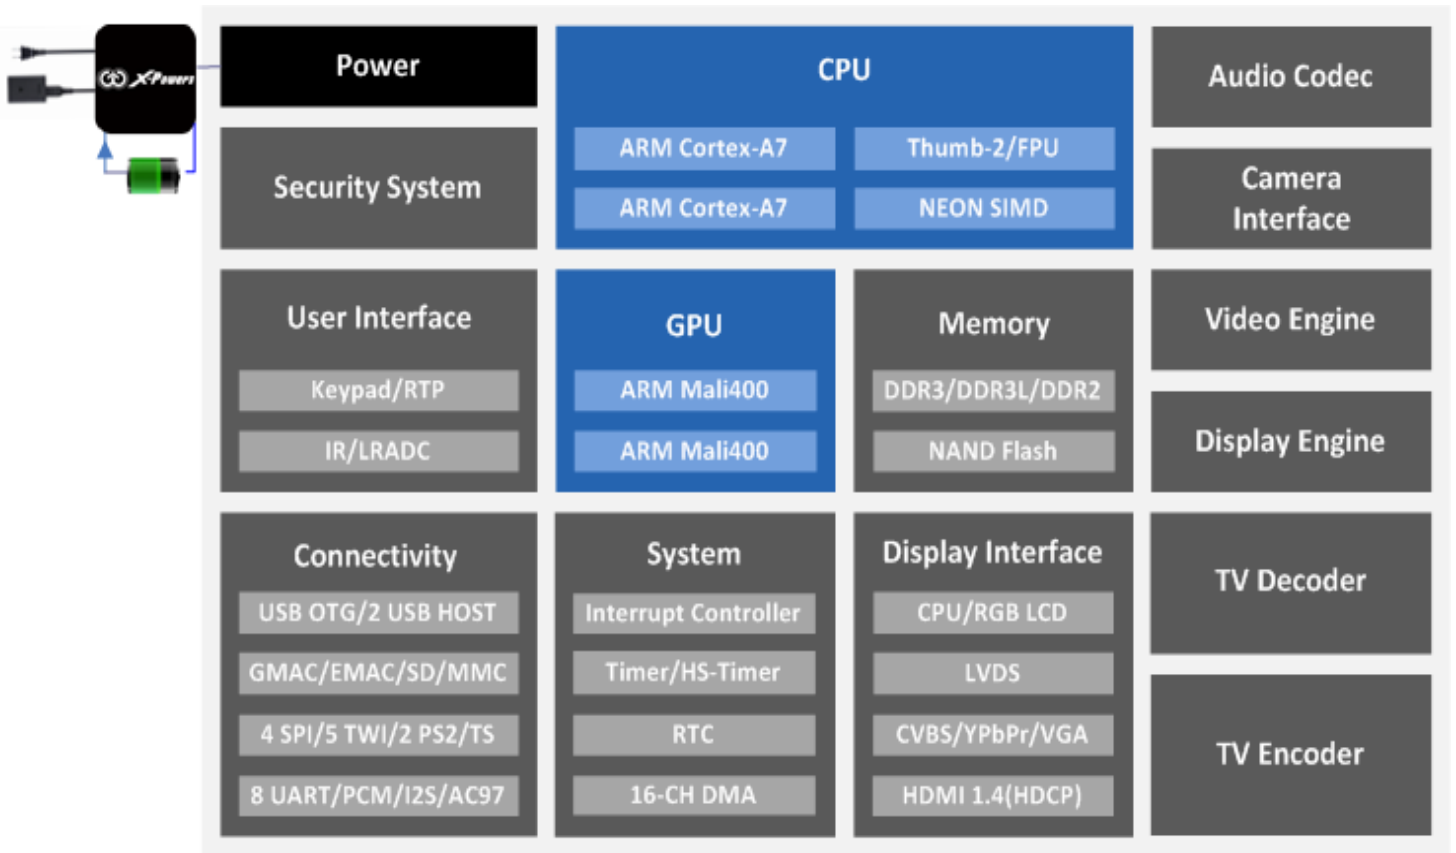 X-Powers
Power
Security System
CPU
ARM Cortex-A7
Thumb-2/FPU
ARM Cortex-A7
NEON SIMD
Audio Codec
Camera
Interface
User Interface
Keypad/RTP
IR/LRADC
GPU
ARM Mali400
ARM Mali400
Memory
DDR3/DDR3L/DDR2
NAND Flash
Video Engine
Display Engine
Connectivity
USB OTG/2 USB HOST
GMAC/EMAC/SD/MMC
4 SPI/5 TWI/2 PS2/TS
8 UART/PCM/I2S/AC97
System
Interrupt Controller
Timer/HS-Timer
RTC
16-CH DMA
Display Interface
CPU/RGB LCD
LVDS
CVBS/YPbPr/VGA
HDMI 1.4(HDCP)
TV Decoder
TV Encoder